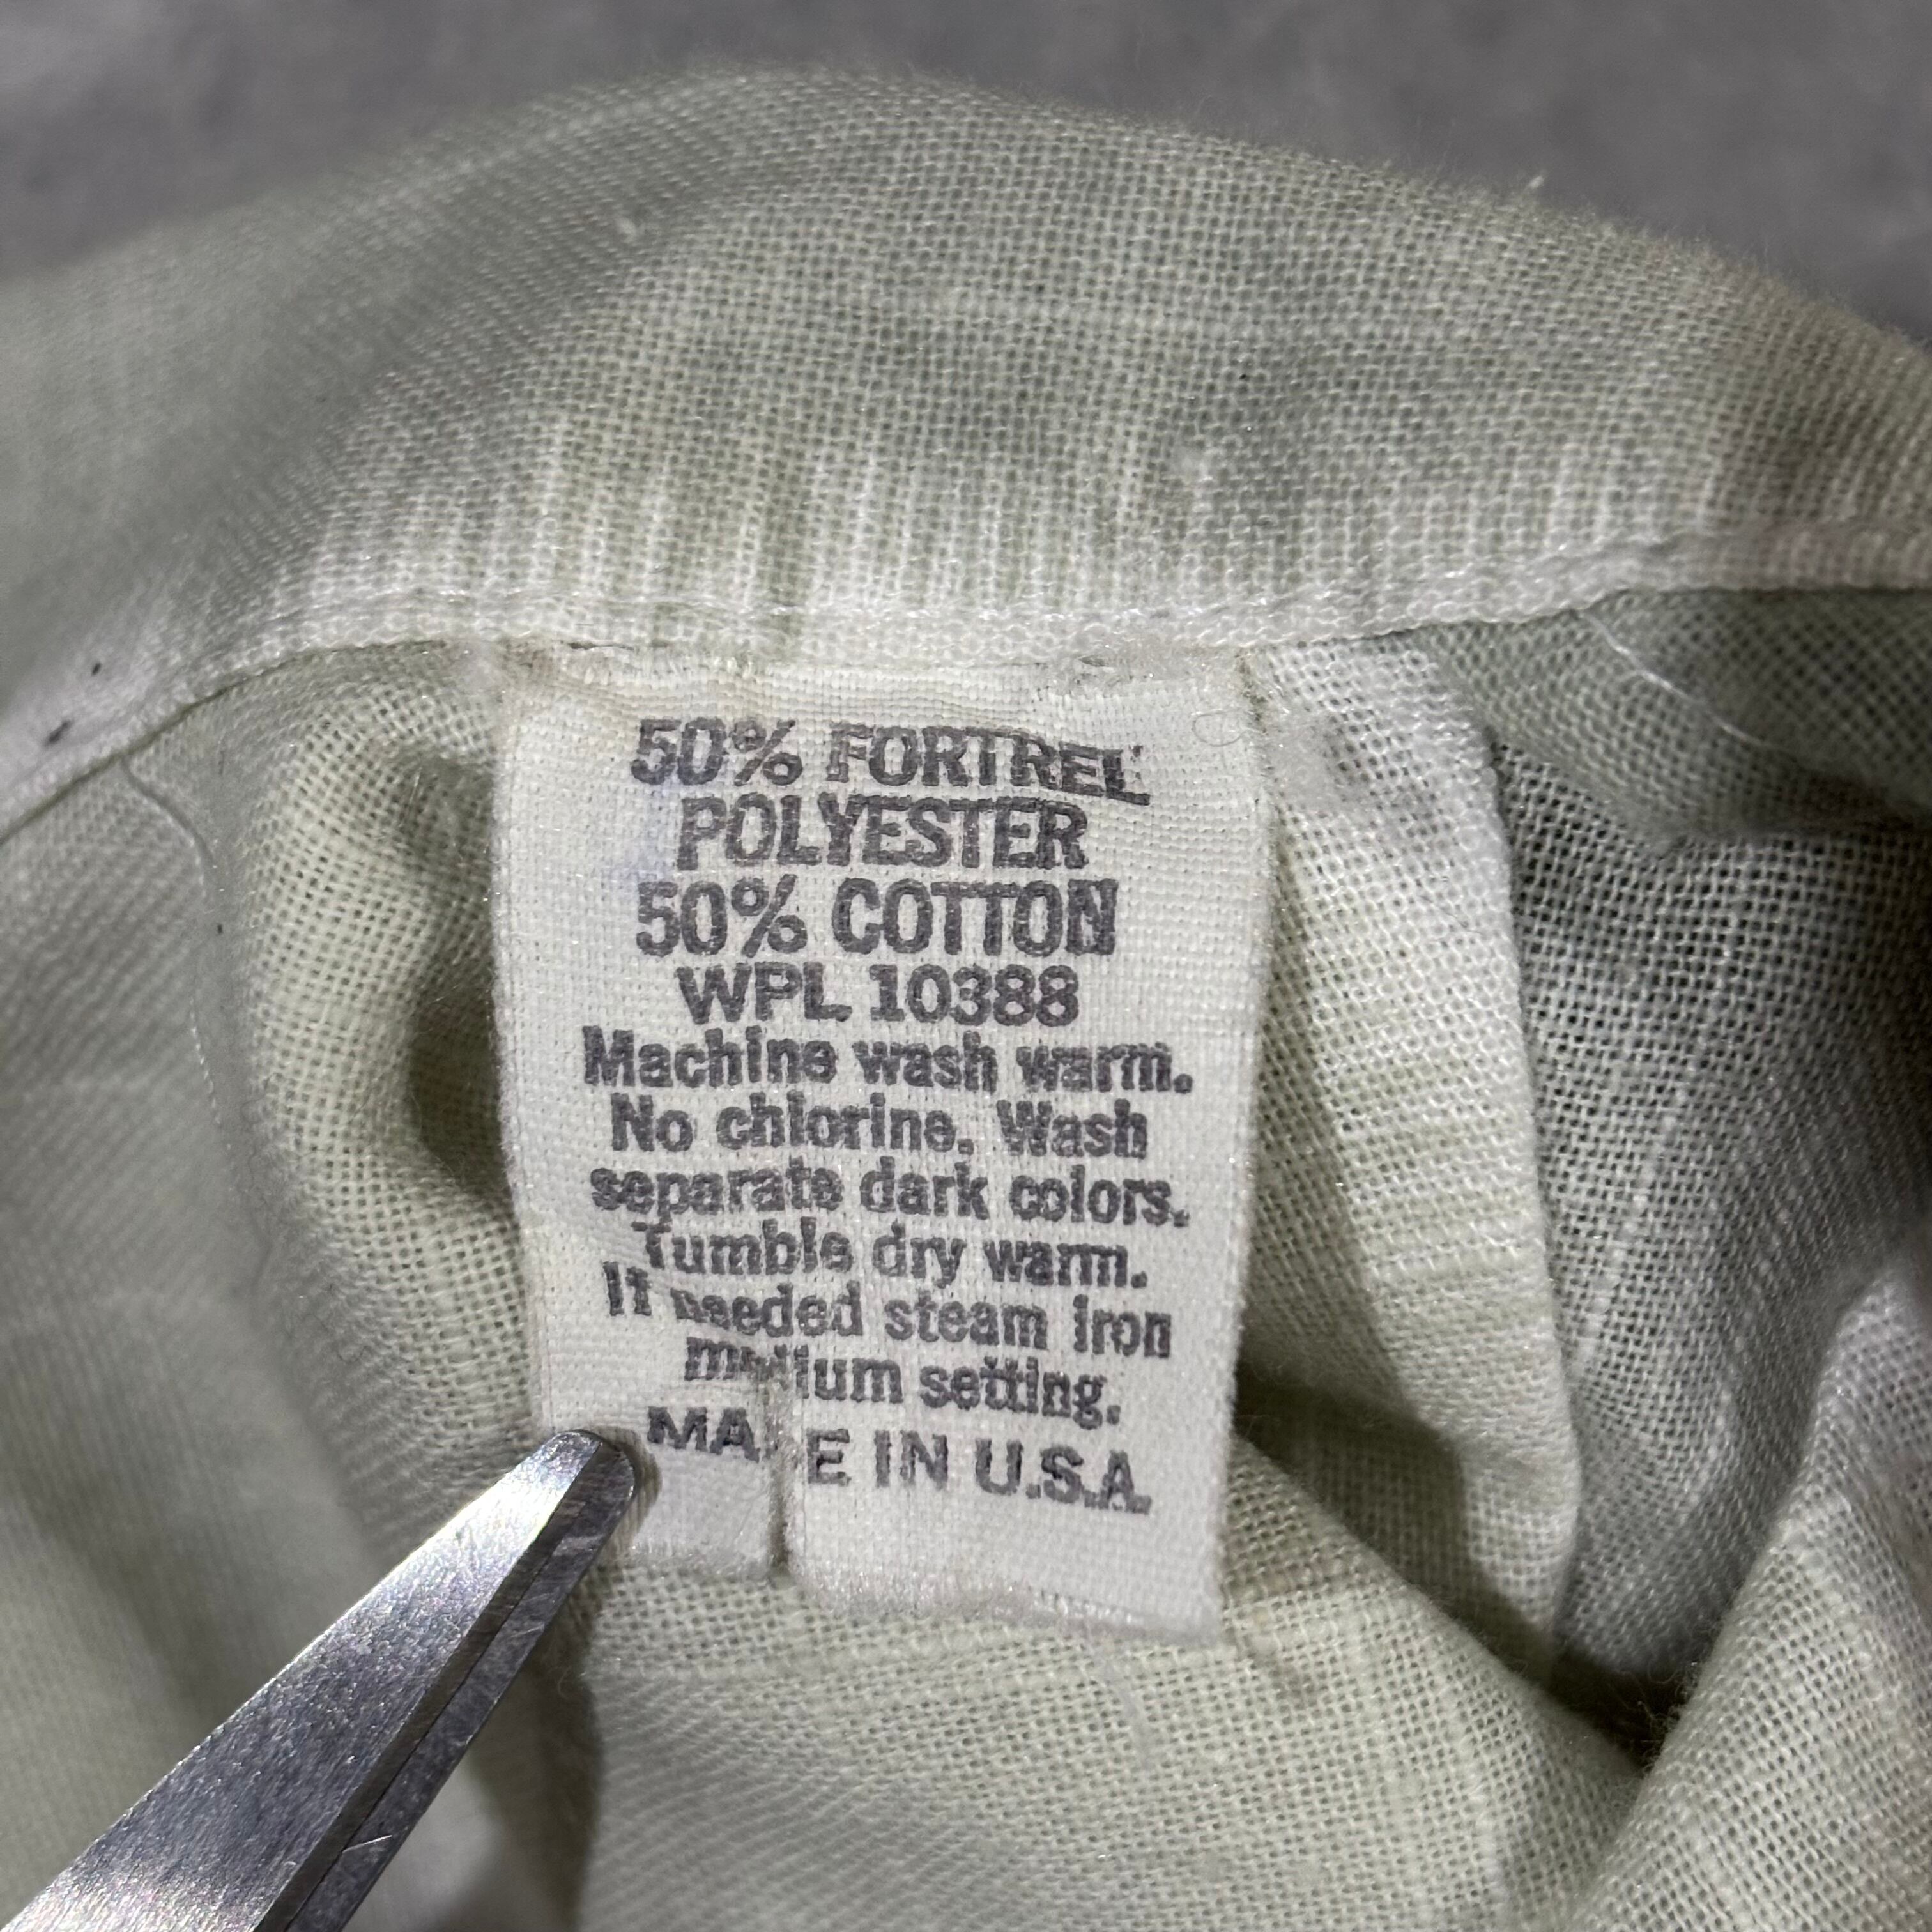 50% FORTREL
POLYESTER
50% COTTON
WPL 10388
Machine wash warm.
No chlorine. Wash
separate dark colors.
Tumble dry warm.
If needed steam iron
medium setting.
MADE IN U.S.A.